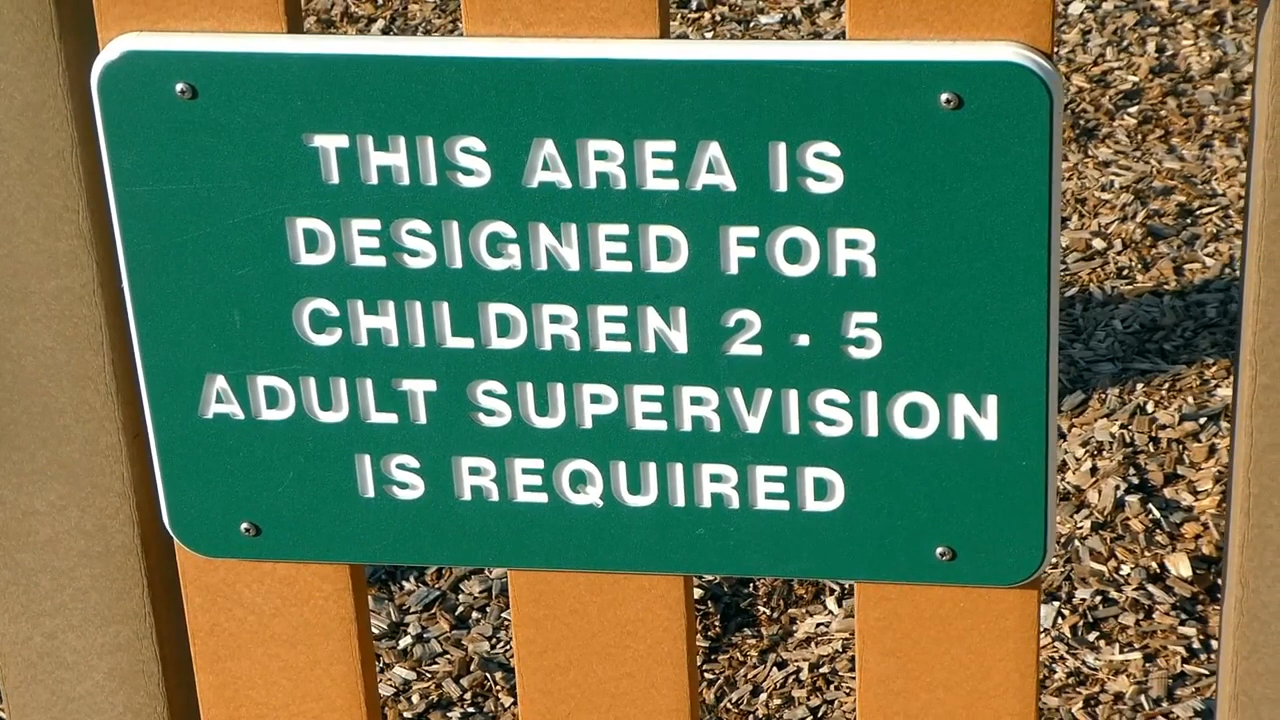 THIS AREA IS
DESIGNED FOR
CHILDREN 2 - 5
ADULT SUPERVISION
IS REQUIRED